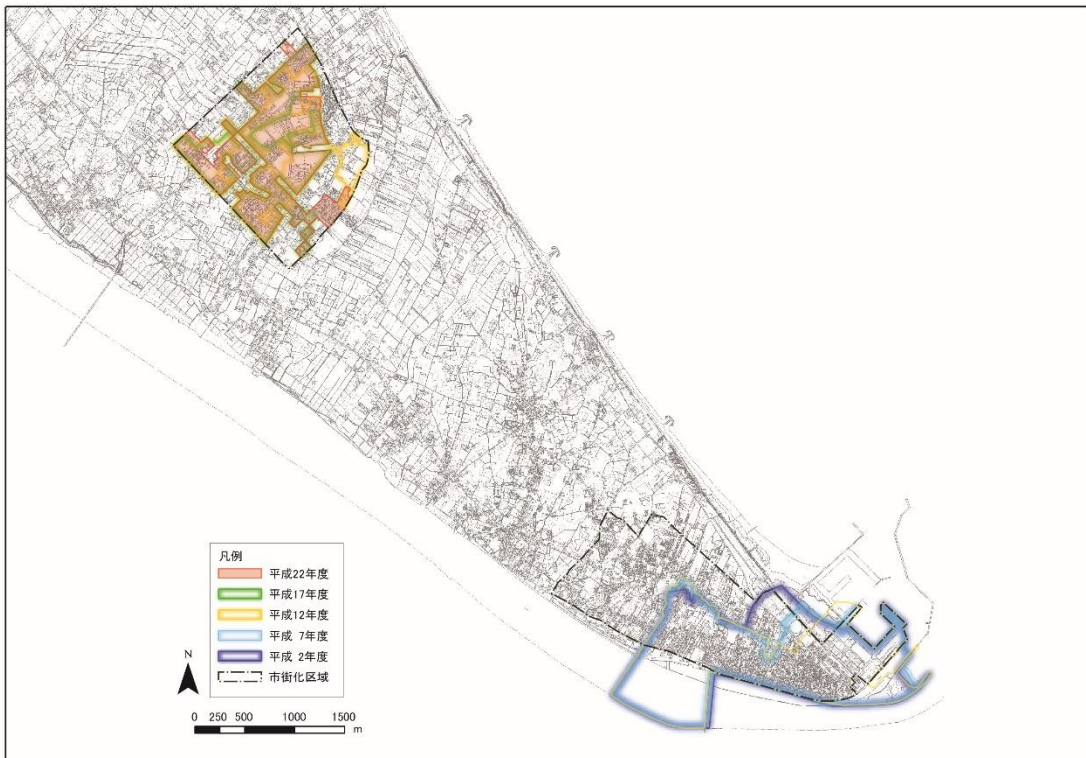 凡例
平成22年度
平成17年度
平成12年度
平成 7年度
平成 2年度
市街化区域
N
0 250 500 1000 1500
m